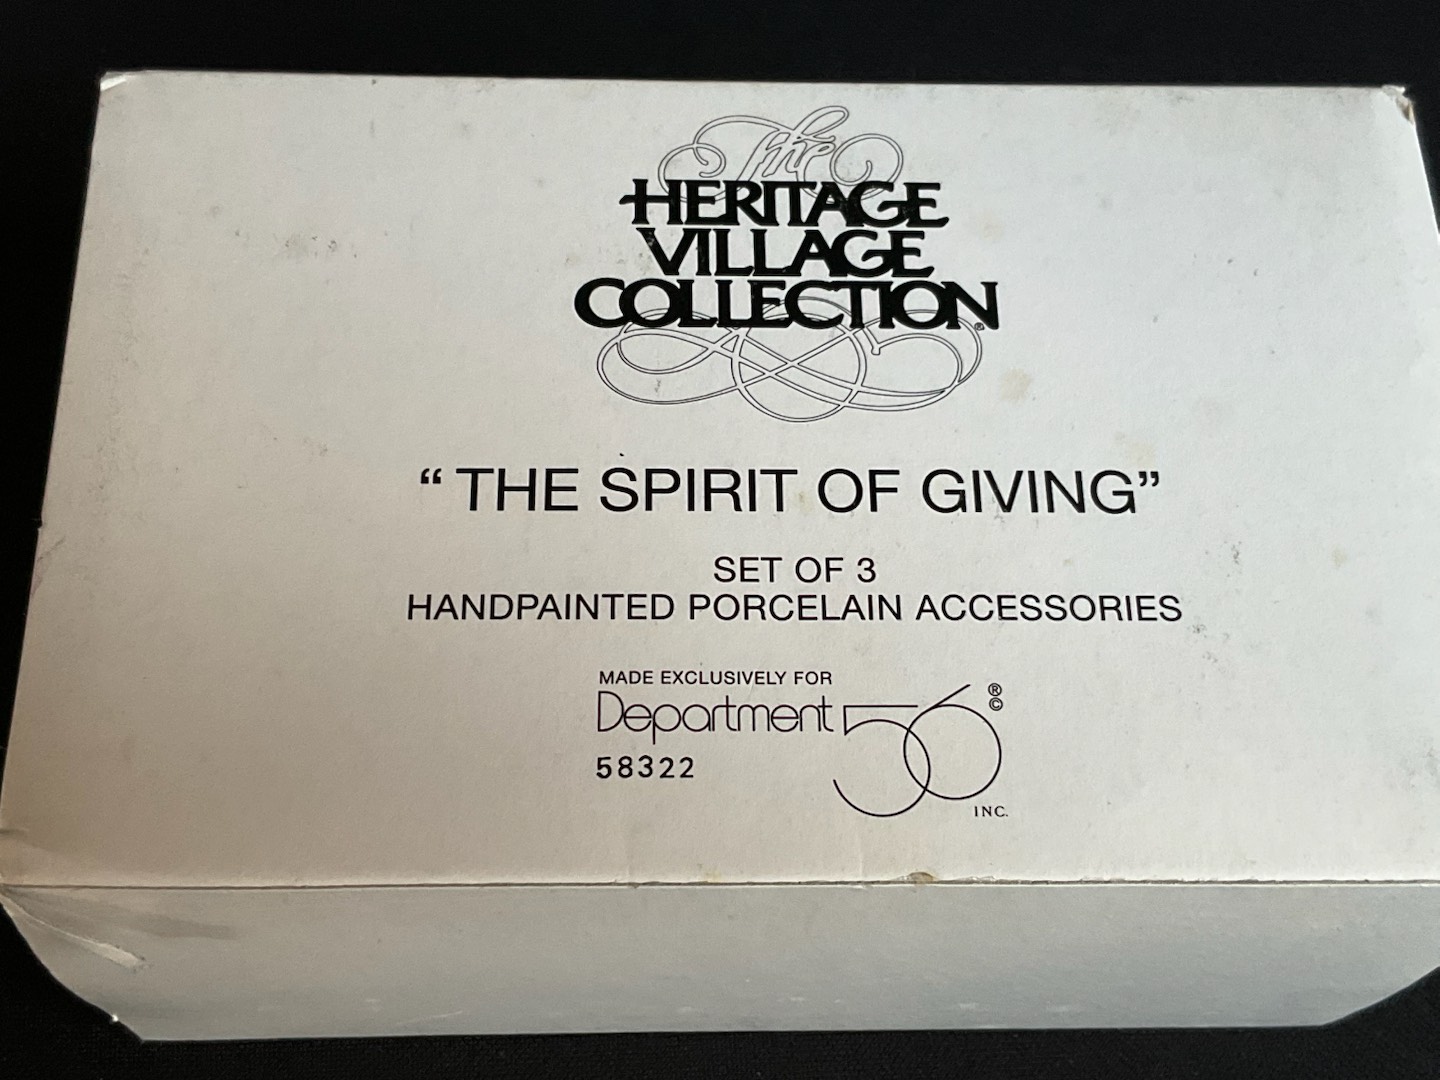 The
HERITAGE
VILLAGE
COLLECTION®
“THE SPIRIT OF GIVING”
SET OF 3
HANDPAINTED PORCELAIN ACCESSORIES
MADE EXCLUSIVELY FOR
Department 56 ® ©
58322
INC.